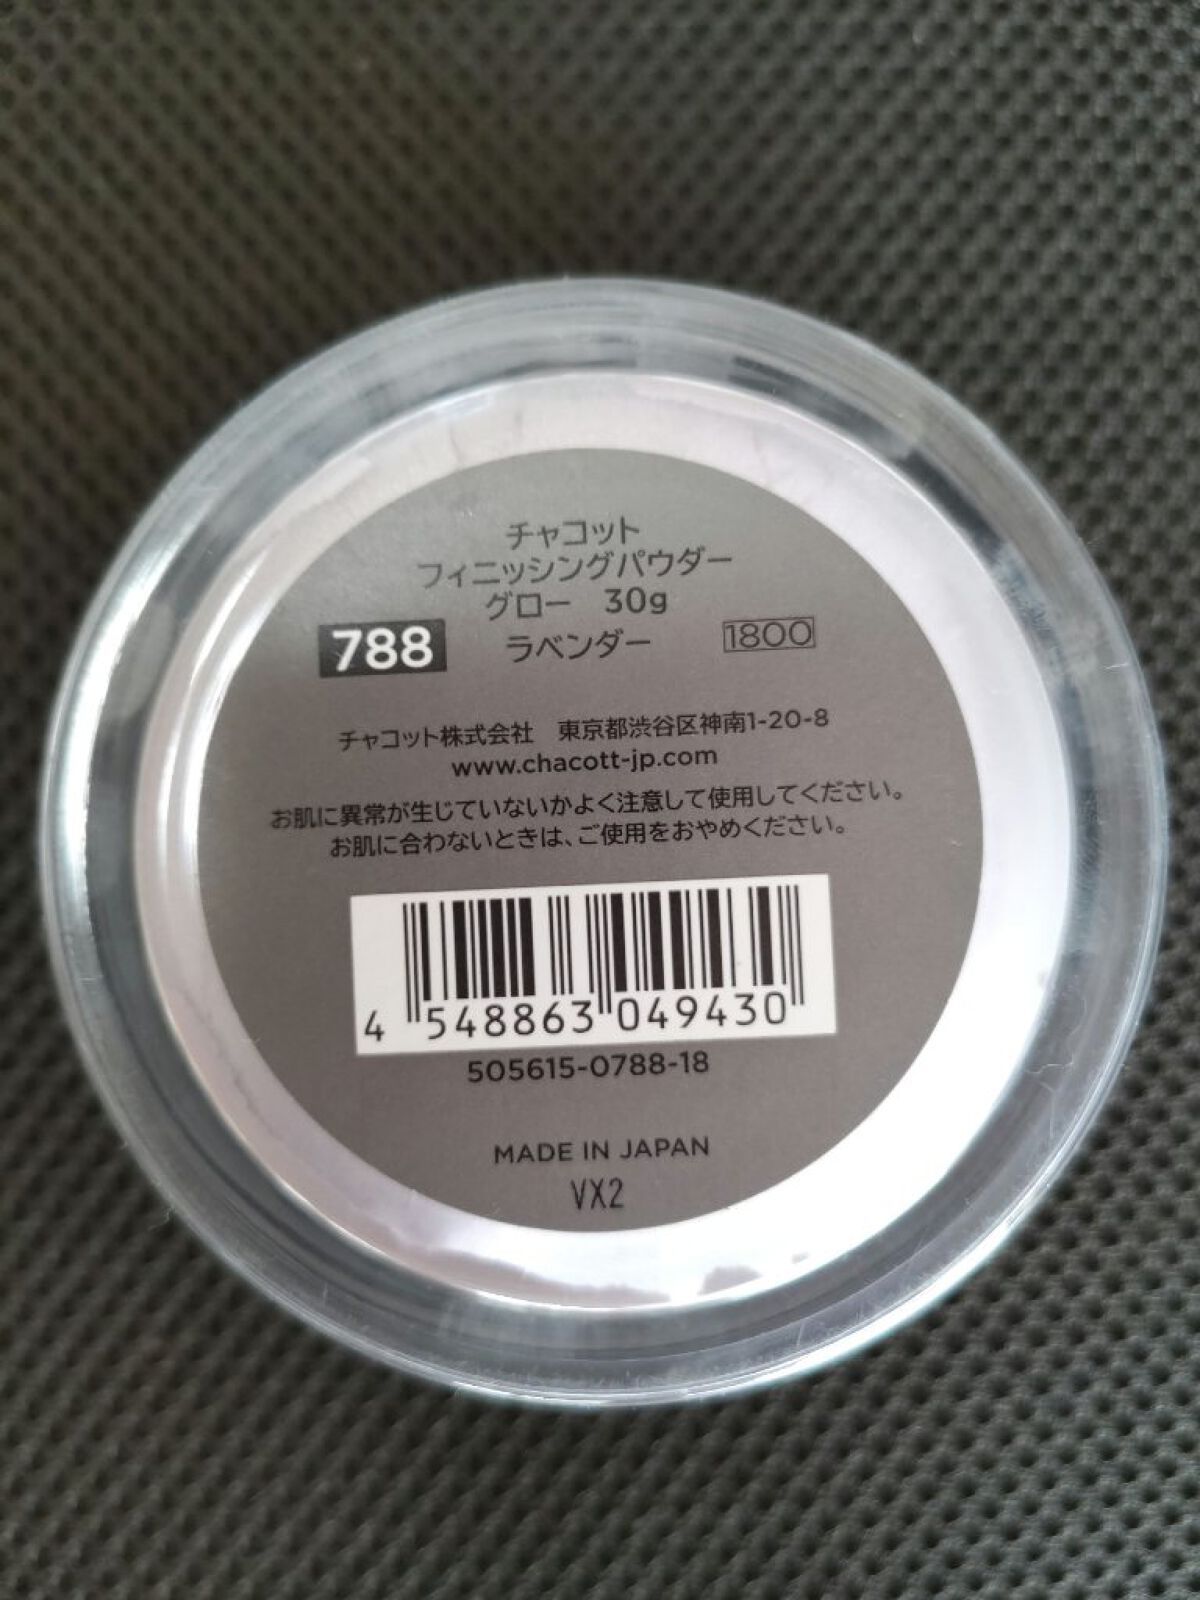 チャコット
フィニッシングパウダー
グロー　30g
788　ラベンダー　1800
チャコット株式会社　東京都渋谷区神南1-20-8
www.chacott-jp.com
お肌に異常が生じていないかよく注意して使用してください。
お肌に合わないときは、ご使用をおやめください。
4 548863 049430
505615-0788-18
MADE IN JAPAN
VX2